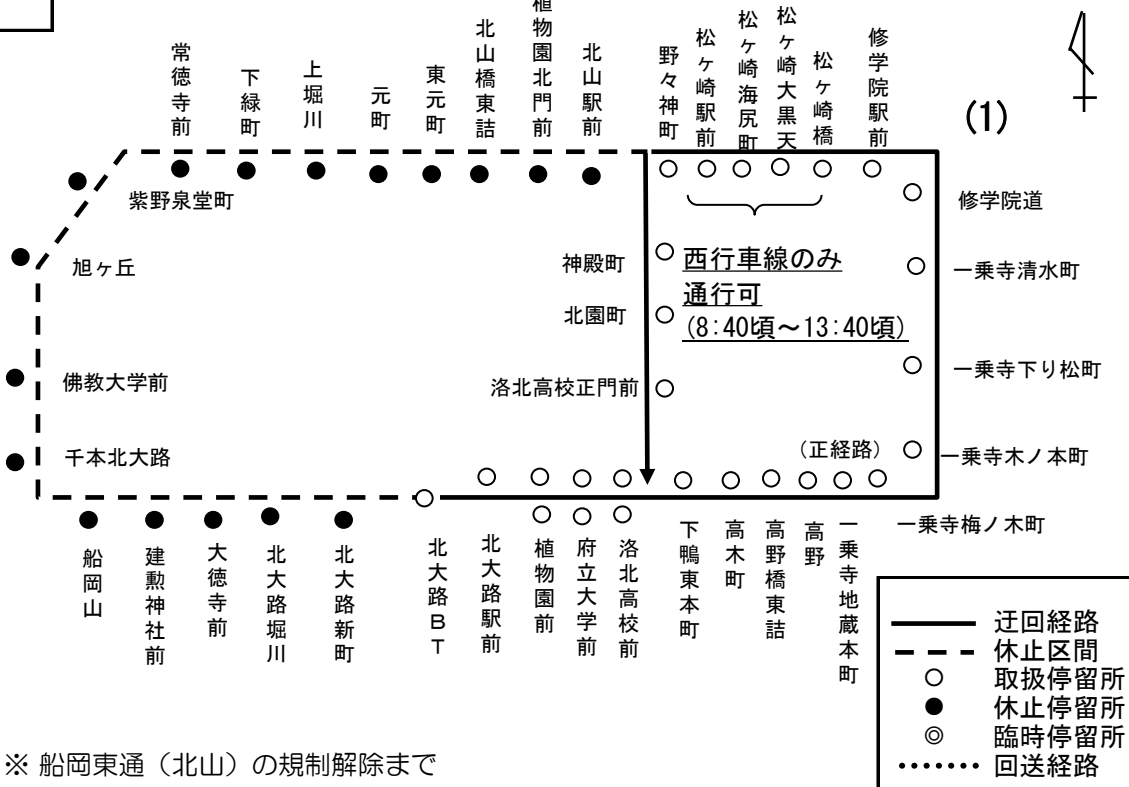 常徳寺前
下緑町
上堀川
元町
東元町
北山橋東詰
植物園北門前
北山駅前
野々神町
松ヶ崎駅前
松ヶ崎海尻町
松ヶ崎大黒天
松ヶ崎橋
修学院駅前
(1)
紫野泉堂町
旭ヶ丘
佛教大学前
千本北大路
神殿町
北園町
洛北高校正門前
西行車線のみ
通行可
(8:40頃～13:40頃)
修学院道
一乗寺清水町
一乗寺下り松町
(正経路)
一乗寺木ノ本町
一乗寺梅ノ木町
船岡山
建勲神社前
大徳寺前
北大路堀川
北大路新町
北大路BT
北大路駅前
植物園前
府立大学前
洛北高校前
下鴨東本町
高木町
高野橋東詰
高野
一乗寺地蔵本町
迂回経路
休止区間
取扱停留所
休止停留所
臨時停留所
回送経路
※ 船岡東通（北山）の規制解除まで